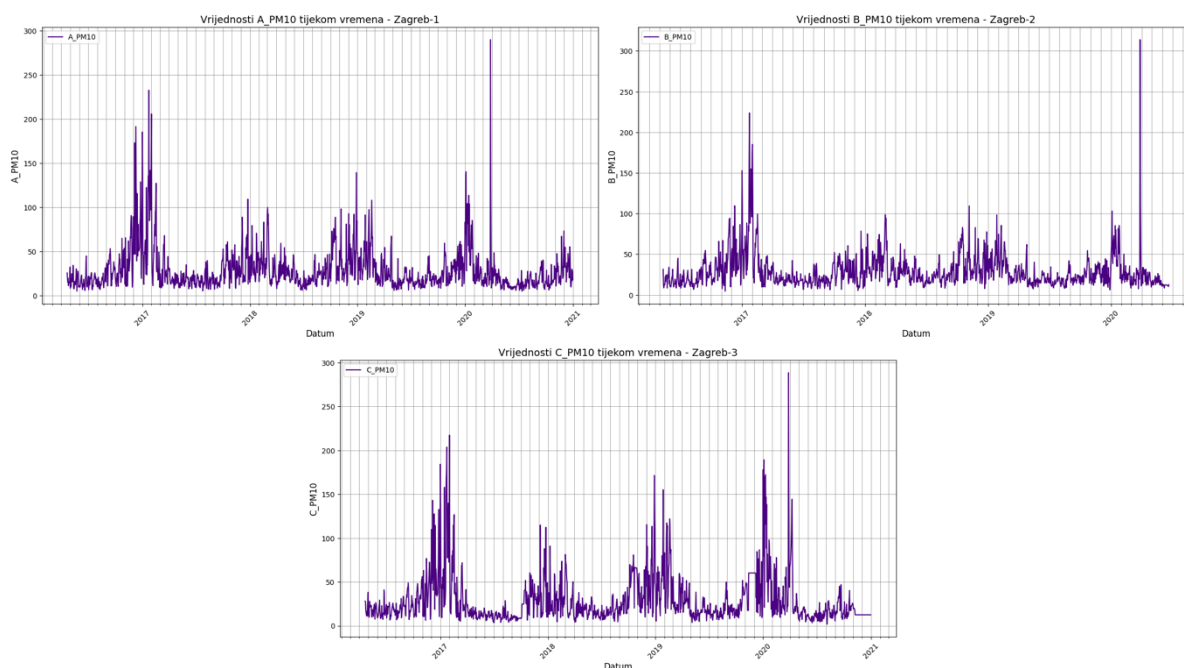 Vrijednosti A_PM10 tijekom vremena - Zagreb-1
A_PM10
300
250
200
150
100
50
0
A_PM10
2017
2018
2019
2020
2021
Datum
Vrijednosti B_PM10 tijekom vremena - Zagreb-2
B_PM10
300
250
200
150
100
50
0
B_PM10
2017
2018
2019
2020
Datum
Vrijednosti C_PM10 tijekom vremena - Zagreb-3
C_PM10
300
250
200
150
100
50
0
C_PM10
2017
2018
2019
2020
2021
Datum